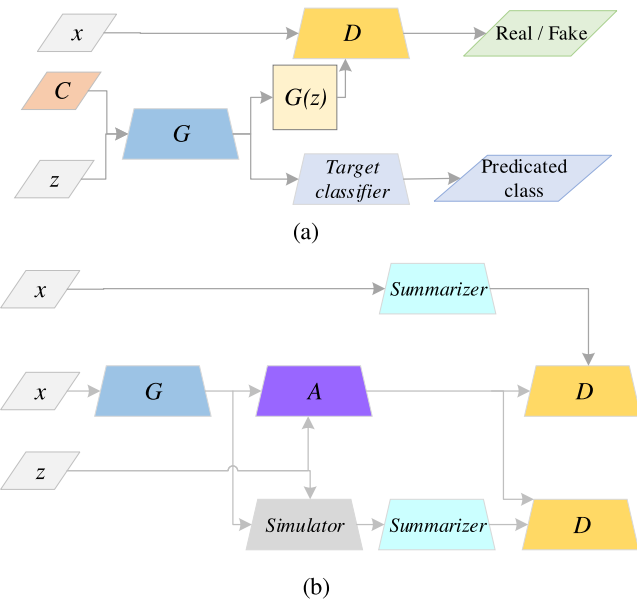 x
D
Real / Fake
C
G(z)
G
z
Target
classifier
Predicated
class
(a)
x
Summarizer
x
G
A
D
z
Simulator
Summarizer
D
(b)